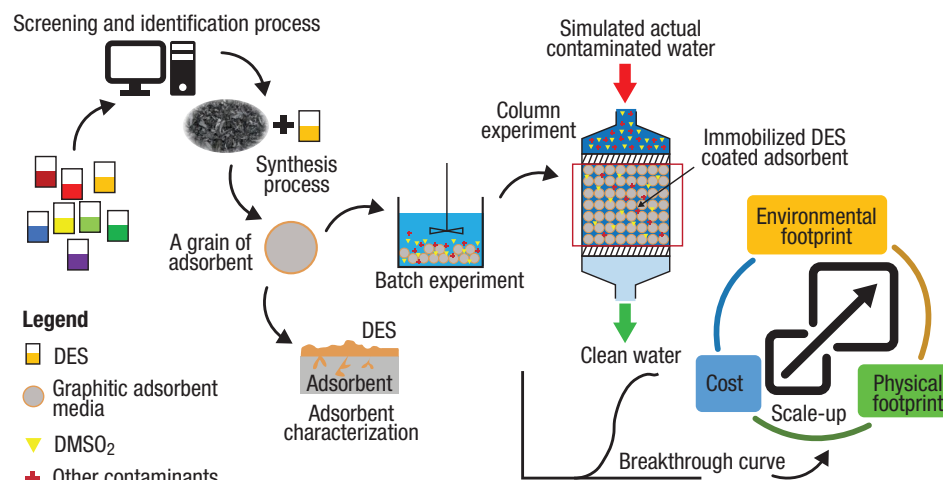 Screening and identification process
Synthesis
process
A grain of
adsorbent
Batch experiment
Simulated actual
contaminated water
Column
experiment
Immobilized DES
coated adsorbent
Clean water
Environmental
footprint
Cost
Physical
footprint
Scale-up
Breakthrough curve
DES
Adsorbent
Adsorbent
characterization
Legend
DES
Graphitic adsorbent
media
DMSO₂
Other contaminants